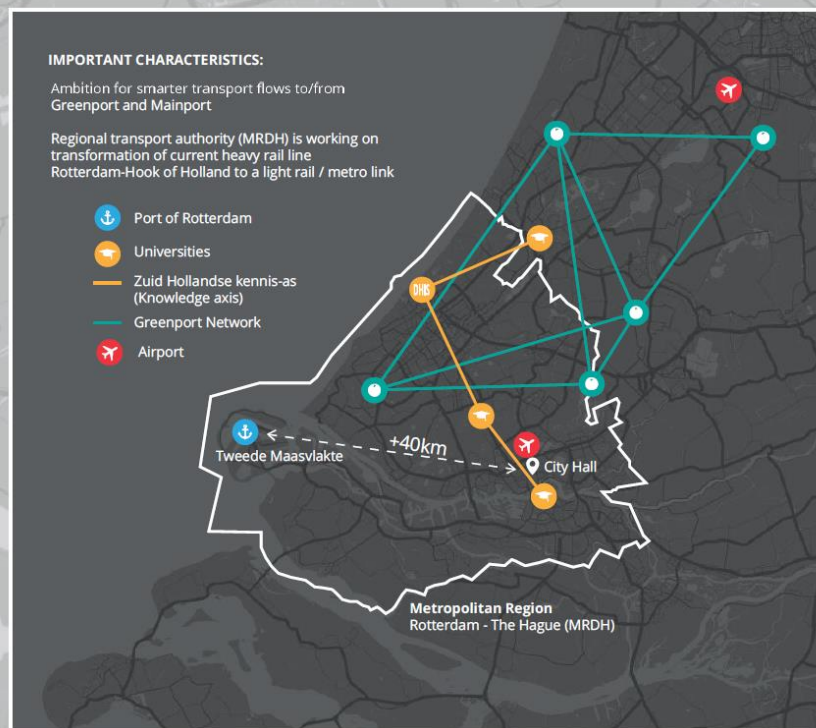 IMPORTANT CHARACTERISTICS:
Ambition for smarter transport flows to/from
Greenport and Mainport
Regional transport authority (MRDH) is working on
transformation of current heavy rail line
Rotterdam-Hook of Holland to a light rail / metro link
Port of Rotterdam
Universities
Zuid Hollandse kennis-as
(Knowledge axis)
Greenport Network
Airport
DHS
Tweede Maasvlakte
+40km
City Hall
Metropolitan Region
Rotterdam - The Hague (MRDH)